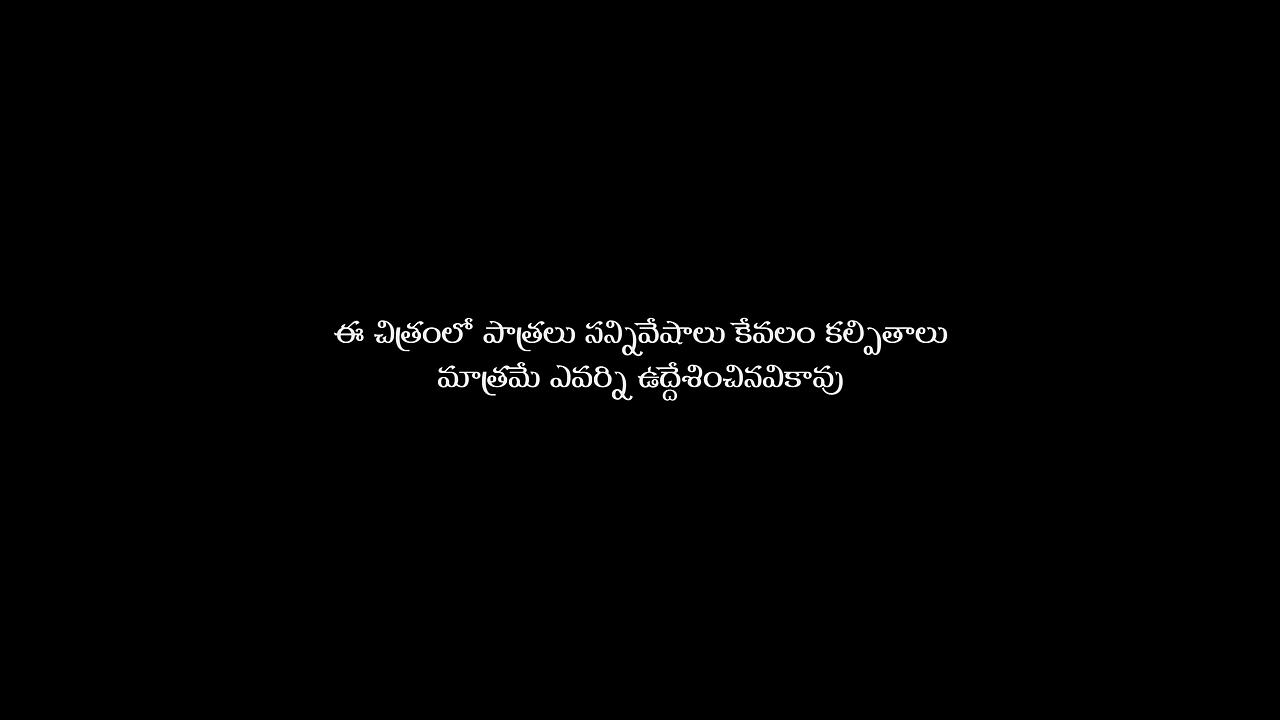 ఈ చిత్రంలో పాత్రలు సన్నివేషాలు కేవలం కల్పితాలు
మాత్రమే ఎవర్ని ఉద్దేశించినవికావు